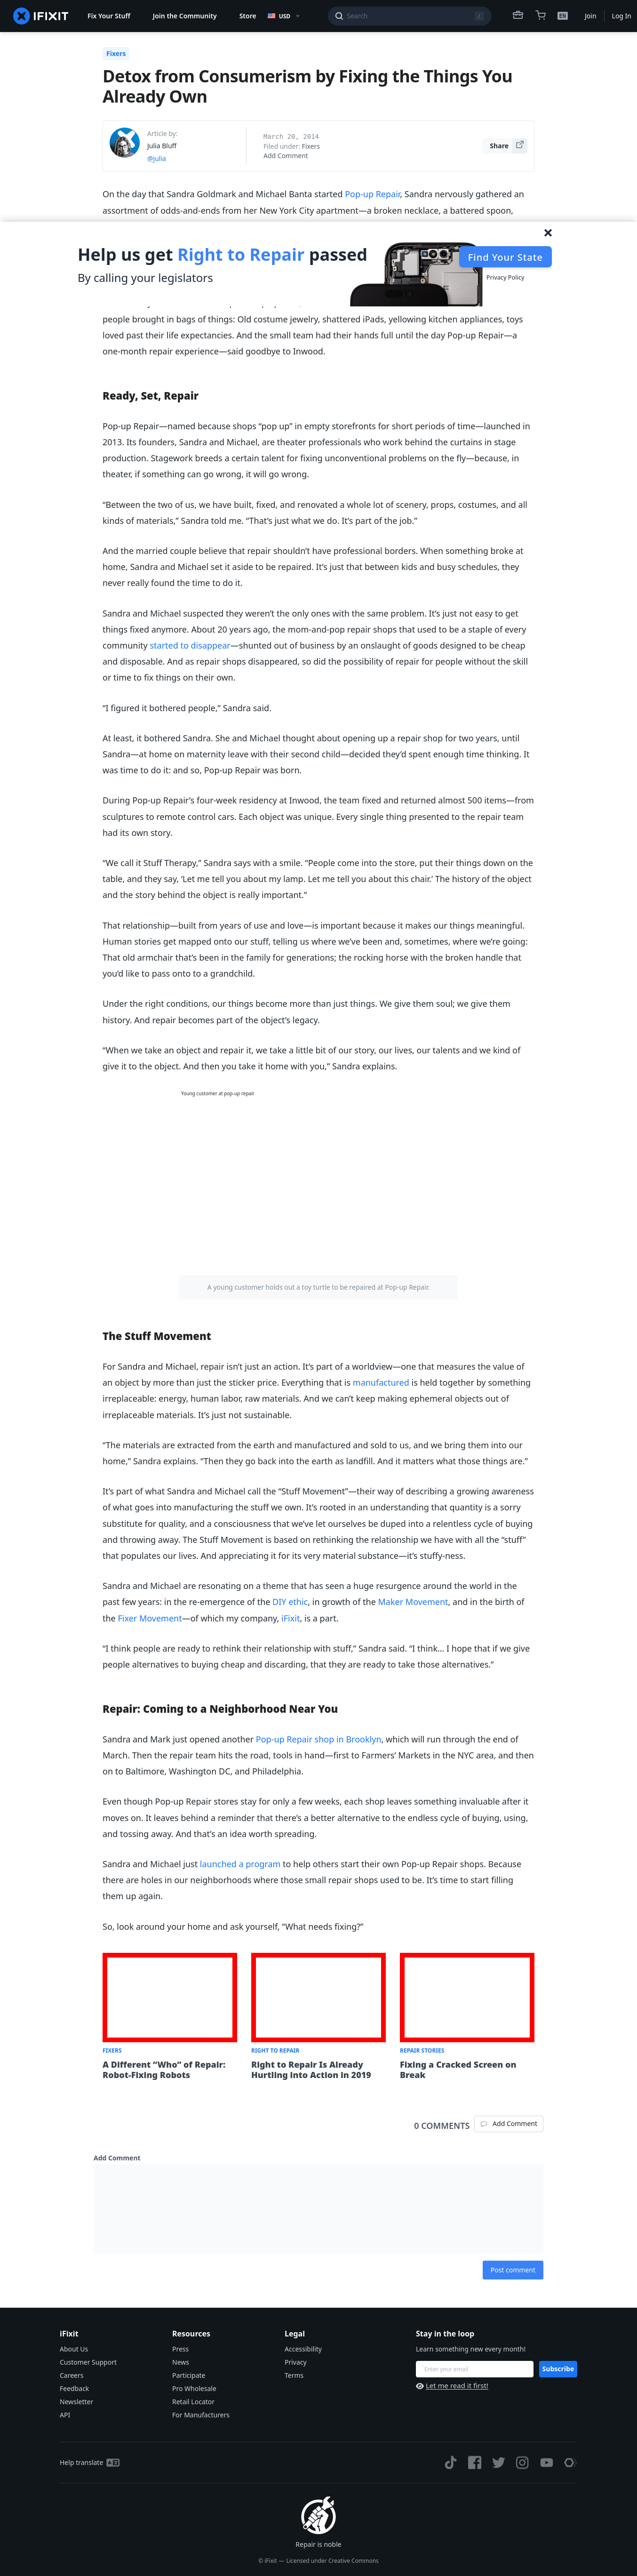 IFIXIT
Fix Your Stuff
Join the Community
Store
USD
Search
/
EN
Join
Log In
Fixers
Detox from Consumerism by Fixing the Things You
Already Own
Article by:
Julia Bluff
@julia
March 20, 2014
Filed under: Fixers
Add Comment
Share
On the day that Sandra Goldmark and Michael Banta started Pop-up Repair, Sandra nervously gathered an
assortment of odds-and-ends from her New York City apartment—a broken necklace, a battered spoon,
Help us get Right to Repair passed
By calling your legislators
Find Your State
Privacy Policy
people brought in bags of things: Old costume jewelry, shattered iPads, yellowing kitchen appliances, toys
loved past their life expectancies. And the small team had their hands full until the day Pop-up Repair—a
one-month repair experience—said goodbye to Inwood.
Ready, Set, Repair
Pop-up Repair—named because shops “pop up” in empty storefronts for short periods of time—launched in
2013. Its founders, Sandra and Michael, are theater professionals who work behind the curtains in stage
production. Stagework breeds a certain talent for fixing unconventional problems on the fly—because, in
theater, if something can go wrong, it will go wrong.
“Between the two of us, we have built, fixed, and renovated a whole lot of scenery, props, costumes, and all
kinds of materials,” Sandra told me. “That’s just what we do. It’s part of the job.”
And the married couple believe that repair shouldn’t have professional borders. When something broke at
home, Sandra and Michael set it aside to be repaired. It’s just that between kids and busy schedules, they
never really found the time to do it.
Sandra and Michael suspected they weren’t the only ones with the same problem. It’s just not easy to get
things fixed anymore. About 20 years ago, the mom-and-pop repair shops that used to be a staple of every
community started to disappear—shunted out of business by an onslaught of goods designed to be cheap
and disposable. And as repair shops disappeared, so did the possibility of repair for people without the skill
or time to fix things on their own.
“I figured it bothered people,” Sandra said.
At least, it bothered Sandra. She and Michael thought about opening up a repair shop for two years, until
Sandra—at home on maternity leave with their second child—decided they’d spent enough time thinking. It
was time to do it: and so, Pop-up Repair was born.
During Pop-up Repair’s four-week residency at Inwood, the team fixed and returned almost 500 items—from
sculptures to remote control cars. Each object was unique. Every single thing presented to the repair team
had its own story.
“We call it Stuff Therapy,” Sandra says with a smile. “People come into the store, put their things down on the
table, and they say, ‘Let me tell you about my lamp. Let me tell you about this chair.’ The history of the object
and the story behind the object is really important.”
That relationship—built from years of use and love—is important because it makes our things meaningful.
Human stories get mapped onto our stuff, telling us where we’ve been and, sometimes, where we’re going:
That old armchair that’s been in the family for generations; the rocking horse with the broken handle that
you’d like to pass onto to a grandchild.
Under the right conditions, our things become more than just things. We give them soul; we give them
history. And repair becomes part of the object’s legacy.
“When we take an object and repair it, we take a little bit of our story, our lives, our talents and we kind of
give it to the object. And then you take it home with you,” Sandra explains.
Young customer at pop-up repair
A young customer holds out a toy turtle to be repaired at Pop-up Repair.
The Stuff Movement
For Sandra and Michael, repair isn’t just an action. It’s part of a worldview—one that measures the value of
an object by more than just the sticker price. Everything that is manufactured is held together by something
irreplaceable: energy, human labor, raw materials. And we can’t keep making ephemeral objects out of
irreplaceable materials. It’s just not sustainable.
“The materials are extracted from the earth and manufactured and sold to us, and we bring them into our
home,” Sandra explains. “Then they go back into the earth as landfill. And it matters what those things are.”
It’s part of what Sandra and Michael call the “Stuff Movement”—their way of describing a growing awareness
of what goes into manufacturing the stuff we own. It’s rooted in an understanding that quantity is a sorry
substitute for quality, and a consciousness that we’ve let ourselves be duped into a relentless cycle of buying
and throwing away. The Stuff Movement is based on rethinking the relationship we have with all the “stuff”
that populates our lives. And appreciating it for its very material substance—it’s stuffy-ness.
Sandra and Michael are resonating on a theme that has seen a huge resurgence around the world in the
past few years: in the re-emergence of the DIY ethic, in growth of the Maker Movement, and in the birth of
the Fixer Movement—of which my company, iFixit, is a part.
“I think people are ready to rethink their relationship with stuff,” Sandra said. “I think… I hope that if we give
people alternatives to buying cheap and discarding, that they are ready to take those alternatives.”
Repair: Coming to a Neighborhood Near You
Sandra and Mark just opened another Pop-up Repair shop in Brooklyn, which will run through the end of
March. Then the repair team hits the road, tools in hand—first to Farmers’ Markets in the NYC area, and then
on to Baltimore, Washington DC, and Philadelphia.
Even though Pop-up Repair stores stay for only a few weeks, each shop leaves something invaluable after it
moves on. It leaves behind a reminder that there’s a better alternative to the endless cycle of buying, using,
and tossing away. And that’s an idea worth spreading.
Sandra and Michael just launched a program to help others start their own Pop-up Repair shops. Because
there are holes in our neighborhoods where those small repair shops used to be. It’s time to start filling
them up again.
So, look around your home and ask yourself, “What needs fixing?”
FIXERS
A Different “Who” of Repair:
Robot-Fixing Robots
RIGHT TO REPAIR
Right to Repair Is Already
Hurtling into Action in 2019
REPAIR STORIES
Fixing a Cracked Screen on
Break
0 COMMENTS
Add Comment
Add Comment
Post comment
iFixit
About Us
Customer Support
Careers
Feedback
Newsletter
API
Resources
Press
News
Participate
Pro Wholesale
Retail Locator
For Manufacturers
Legal
Accessibility
Privacy
Terms
Stay in the loop
Learn something new every month!
Enter your email
Subscribe
Let me read it first!
Help translate
Repair is noble
© iFixit — Licensed under Creative Commons